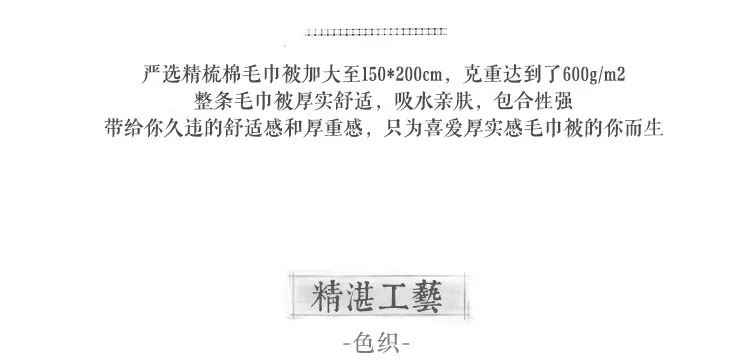 严选精梳棉毛巾被加大至150*200cm，克重达到了600g/m2
整条毛巾被厚实舒适，吸水亲肤，包合性强
带给你久违的舒适感和厚重感，只为喜爱厚实感毛巾被的你而生
精湛工藝
-色织-